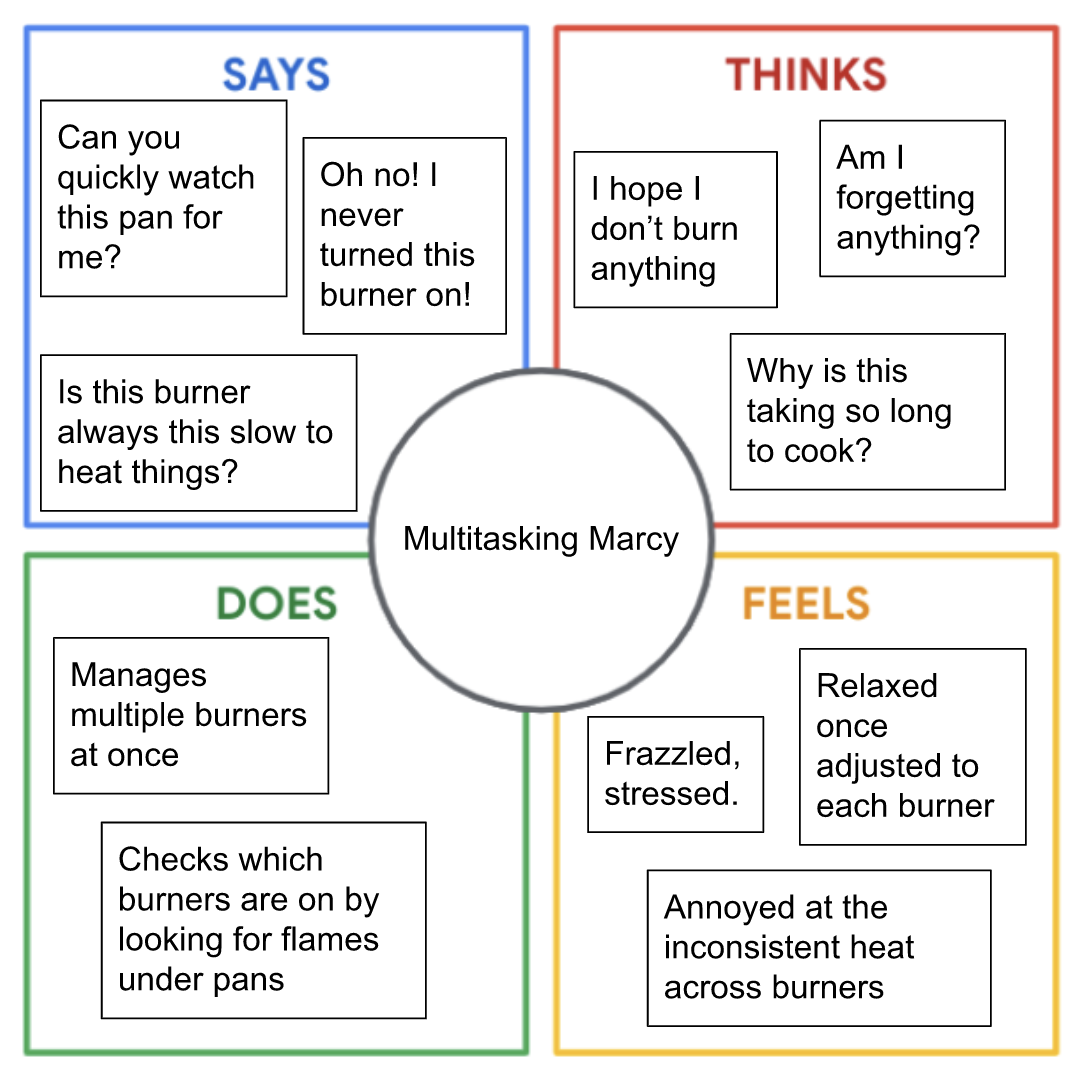 SAYS
Can you
quickly watch
this pan for
me?
Oh no! I
never
turned this
burner on!
Is this burner
always this slow to
heat things?
THINKS
I hope I
don’t burn
anything
Am I
forgetting
anything?
Why is this
taking so long
to cook?
Multitasking Marcy
DOES
Manages
multiple burners
at once
Checks which
burners are on by
looking for flames
under pans
FEELS
Frazzled,
stressed.
Relaxed
once
adjusted to
each burner
Annoyed at the
inconsistent heat
across burners